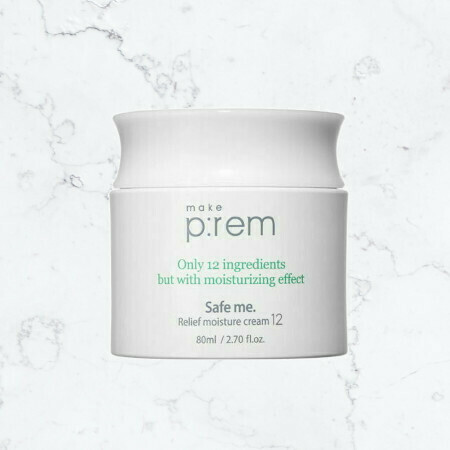 make
p:rem
Only 12 ingredients
but with moisturizing effect
Safe me.
Relief moisture cream 12
80ml / 2.70 fl.oz.